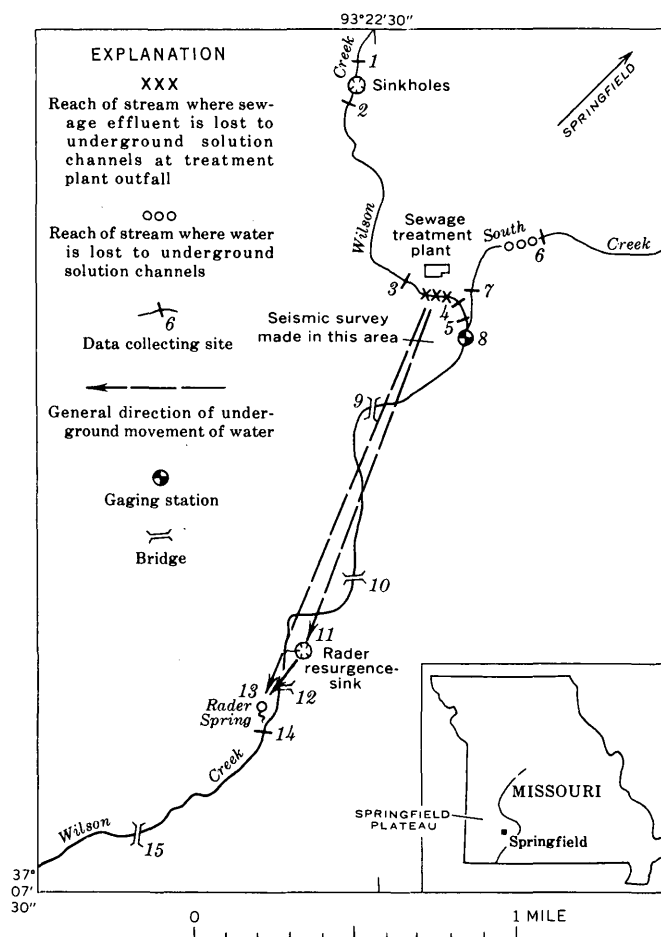 93°22'30"
EXPLANATION
XXX
Reach of stream where sew-
age effluent is lost to
underground solution
channels at treatment
plant outfall
OOO
Reach of stream where water
is lost to underground
solution channels
6
Data collecting site
General direction of under-
ground movement of water
Gaging station
Bridge
Creek
1
Sinkholes
2
SPRINGFIELD
Wilson
Sewage
treatment
plant
South
6
Creek
3
XXX
4
7
5
8
Seismic survey
made in this area
9
10
11
Rader
resurgence-
sink
12
13
Rader
Spring
14
Creek
Wilson
15
MISSOURI
SPRINGFIELD
PLATEAU
Springfield
37°
07'
30"
0
1 MILE